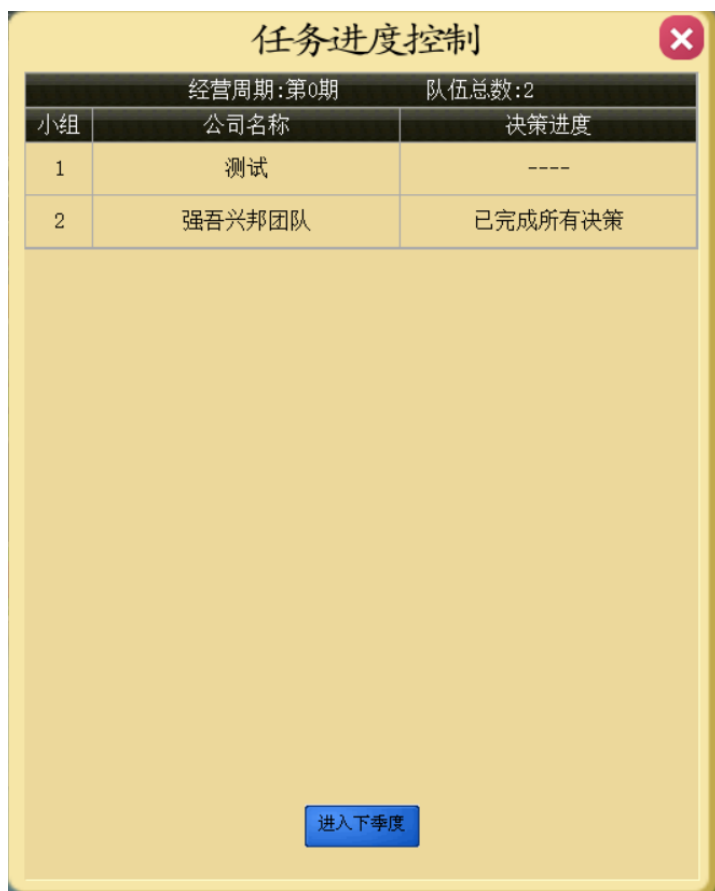 任务进度控制
经营周期:第0期 队伍总数:2
小组 公司名称 决策进度
1 测试 ----
2 强吾兴邦团队 已完成所有决策
进入下季度